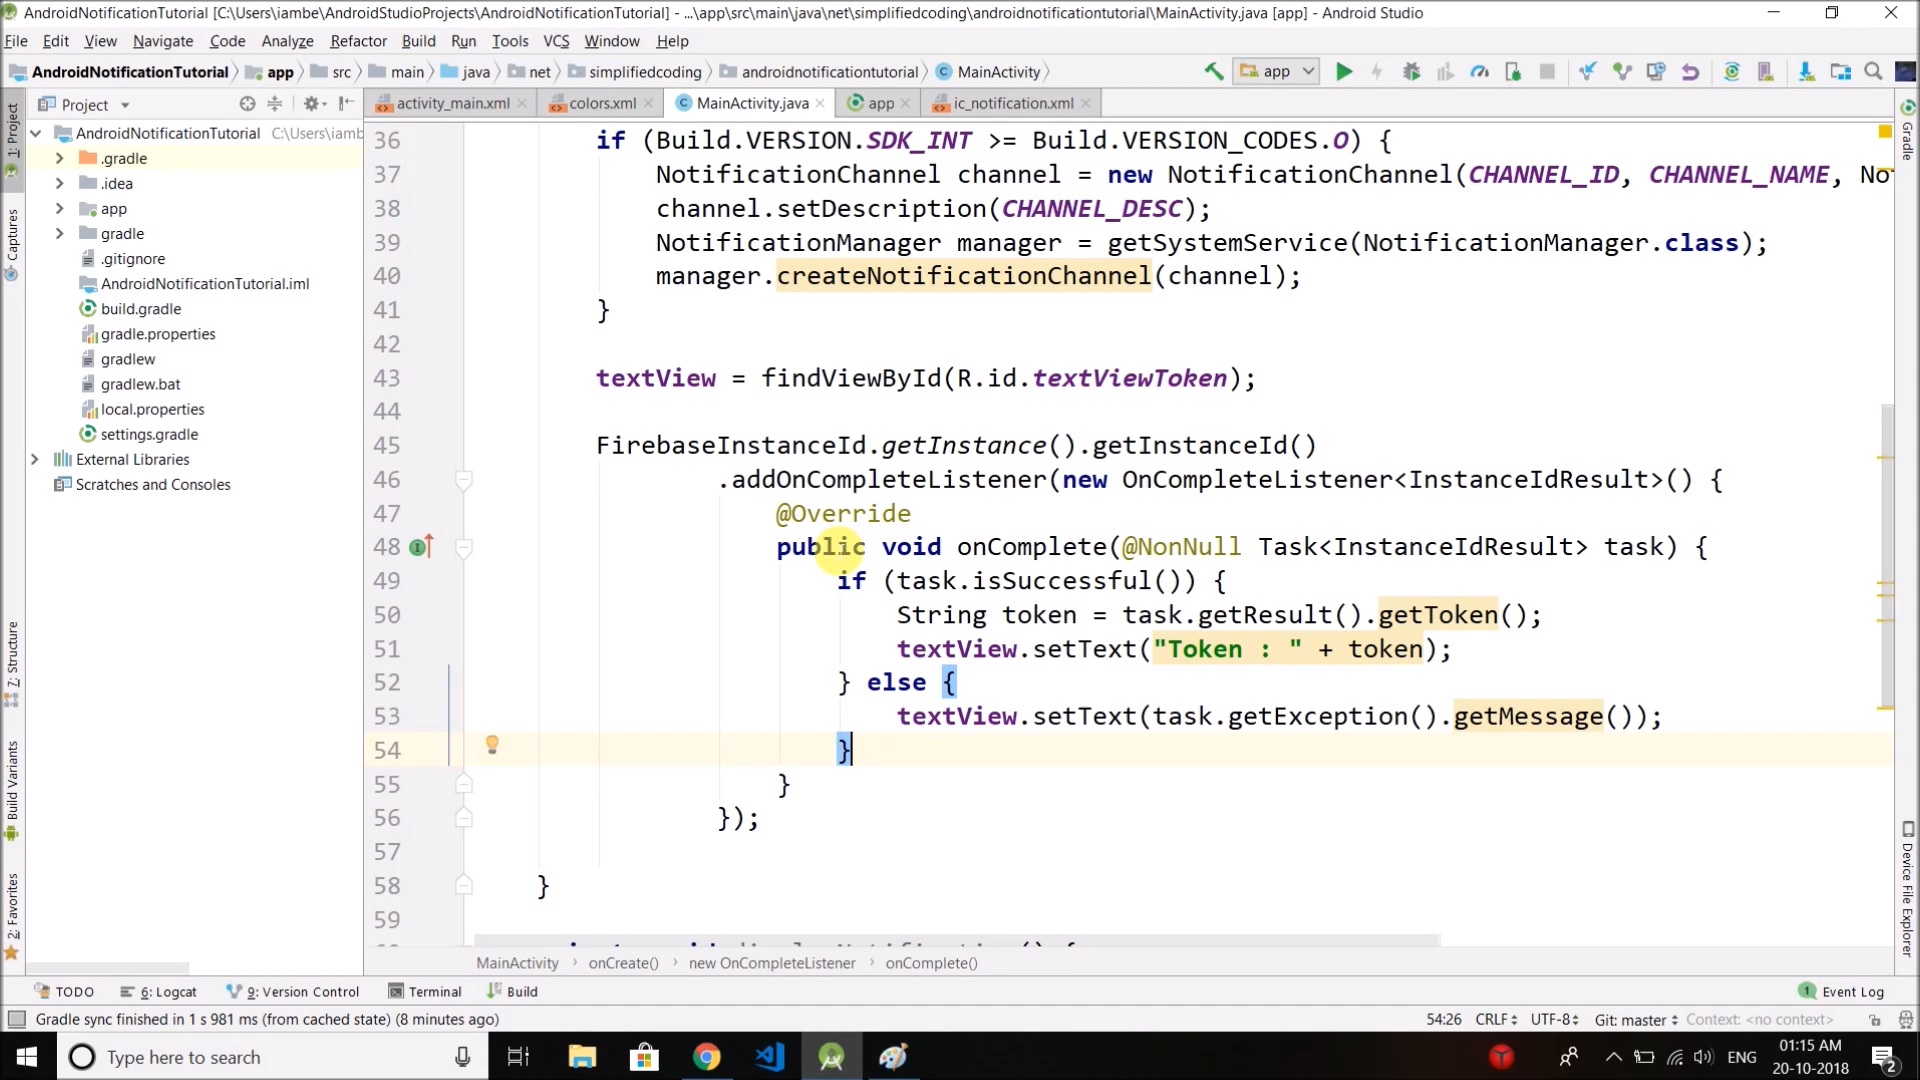 AndroidNotificationTutorial [C:\Users\iambe\AndroidStudioProjects\AndroidNotificationTutorial] - ...\app\src\main\java\net\simplifiedcoding\androidnotificationtutorial\MainActivity.java [app] - Android Studio
File Edit View Navigate Code Analyze Refactor Build Run Tools VCS Window Help
AndroidNotificationTutorial app src main java net simplifiedcoding androidnotificationtutorial MainActivity app
Project activity_main.xml colors.xml MainActivity.java app ic_notification.xml
1: Project
Captures
7: Structure
Build Variants
2: Favorites
AndroidNotificationTutorial C:\Users\iamb
.gradle
.idea
app
gradle
.gitignore
AndroidNotificationTutorial.iml
build.gradle
gradle.properties
gradlew
gradlew.bat
local.properties
settings.gradle
External Libraries
Scratches and Consoles
36 if (Build.VERSION.SDK_INT >= Build.VERSION_CODES.O) {
37 NotificationChannel channel = new NotificationChannel(CHANNEL_ID, CHANNEL_NAME, No
38 channel.setDescription(CHANNEL_DESC);
39 NotificationManager manager = getSystemService(NotificationManager.class);
40 manager.createNotificationChannel(channel);
41 }
42
43 textView = findViewById(R.id.textViewToken);
44
45 FirebaseInstanceId.getInstance().getInstanceId()
46 .addOnCompleteListener(new OnCompleteListener<InstanceIdResult>() {
47 @Override
48 public void onComplete(@NonNull Task<InstanceIdResult> task) {
49 if (task.isSuccessful()) {
50 String token = task.getResult().getToken();
51 textView.setText("Token : " + token);
52 } else {
53 textView.setText(task.getException().getMessage());
54 }
55 }
56 });
57
58 }
59
Gradle
Device File Explorer
MainActivity onCreate() new OnCompleteListener onComplete()
TODO 6: Logcat 9: Version Control Terminal Build 1 Event Log
Gradle sync finished in 1 s 981 ms (from cached state) (8 minutes ago) 54:26 CRLF UTF-8 Git: master Context: <no context>
Type here to search ENG 01:15 AM
20-10-2018 2